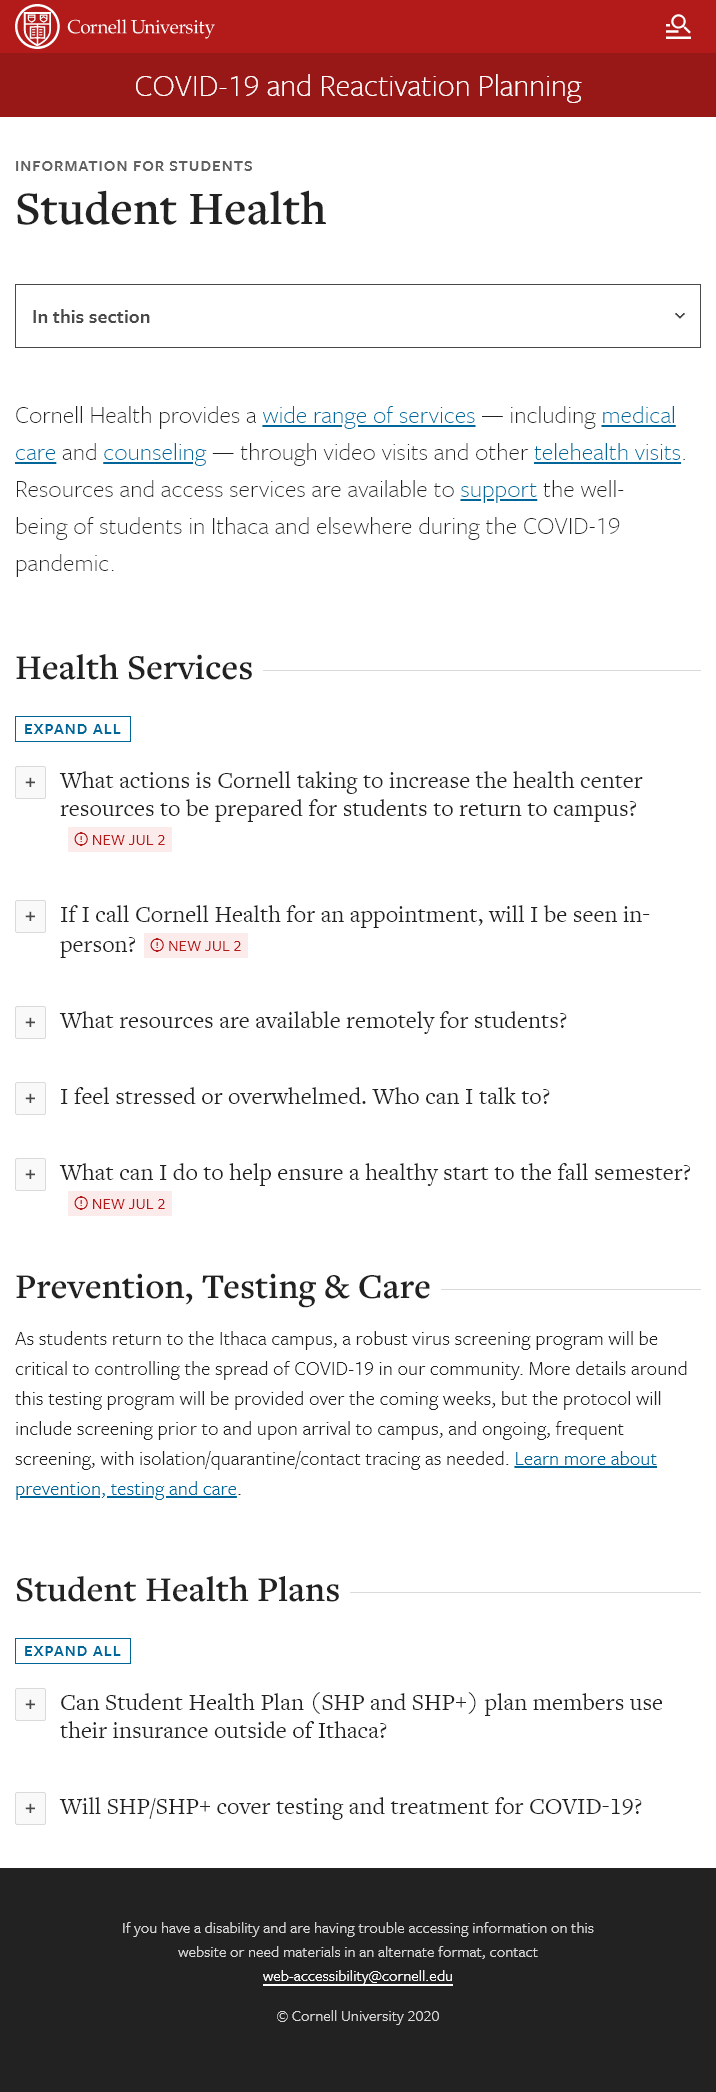 Cornell University
COVID-19 and Reactivation Planning
INFORMATION FOR STUDENTS
Student Health
In this section
Cornell Health provides a wide range of services — including medical
care and counseling — through video visits and other telehealth visits.
Resources and access services are available to support the well-
being of students in Ithaca and elsewhere during the COVID-19
pandemic.
Health Services
EXPAND ALL
+ What actions is Cornell taking to increase the health center
resources to be prepared for students to return to campus?
NEW JUL 2
+ If I call Cornell Health for an appointment, will I be seen in-
person? NEW JUL 2
+ What resources are available remotely for students?
+ I feel stressed or overwhelmed. Who can I talk to?
+ What can I do to help ensure a healthy start to the fall semester?
NEW JUL 2
Prevention, Testing & Care
As students return to the Ithaca campus, a robust virus screening program will be
critical to controlling the spread of COVID-19 in our community. More details around
this testing program will be provided over the coming weeks, but the protocol will
include screening prior to and upon arrival to campus, and ongoing, frequent
screening, with isolation/quarantine/contact tracing as needed. Learn more about
prevention, testing and care.
Student Health Plans
EXPAND ALL
+ Can Student Health Plan (SHP and SHP+) plan members use
their insurance outside of Ithaca?
+ Will SHP/SHP+ cover testing and treatment for COVID-19?
If you have a disability and are having trouble accessing information on this
website or need materials in an alternate format, contact
web-accessibility@cornell.edu
© Cornell University 2020